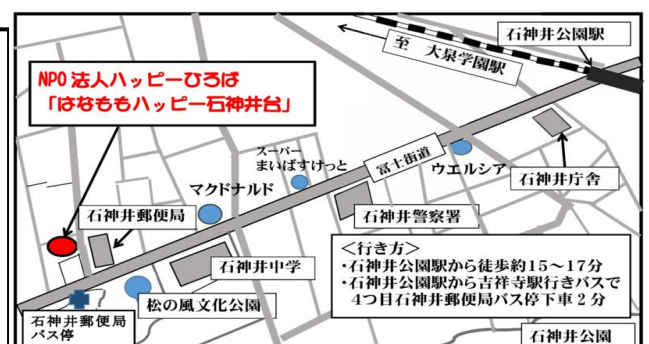 石神井公園駅
至 大泉学園駅
NPO法人ハッピーひろば
「はなももハッピー石神井台」
スーパー
まいばすけっと
冨士街道
ウエルシア
マクドナルド
石神井庁舎
石神井郵便局
石神井警察署
＜行き方＞
・石神井公園駅から徒歩約15～17分
・石神井公園駅から吉祥寺駅行きバスで
4つ目石神井郵便局バス停下車2分
石神井中学
松の風文化公園
石神井郵便局
バス停
石神井公園